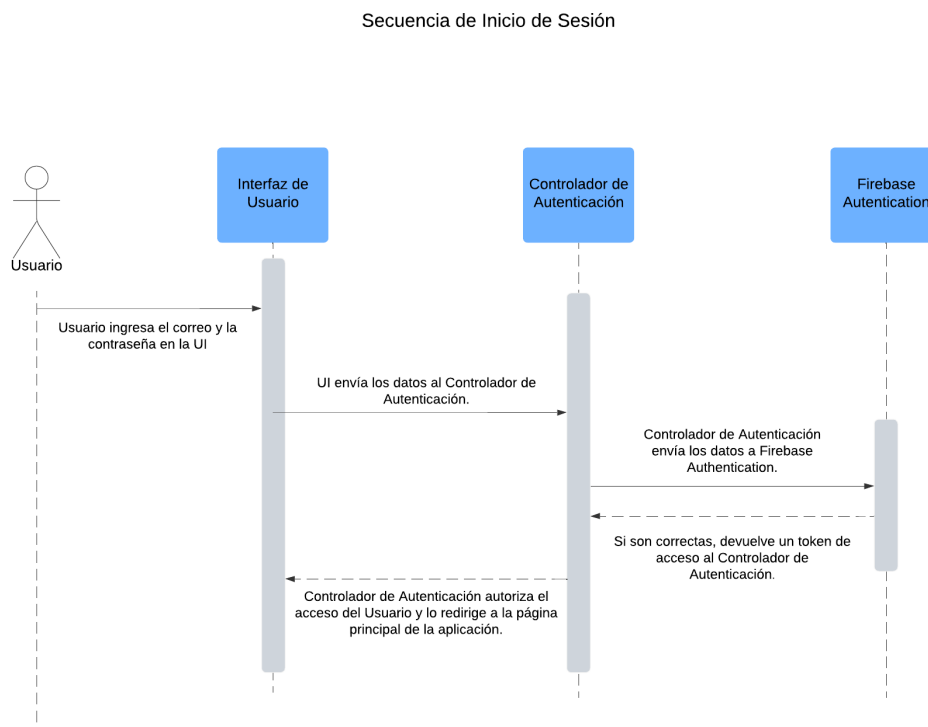 Secuencia de Inicio de Sesión
Interfaz de
Usuario
Controlador de
Autenticación
Firebase
Autentication
Usuario
Usuario ingresa el correo y la
contraseña en la UI
UI envía los datos al Controlador de
Autenticación.
Controlador de Autenticación
envía los datos a Firebase
Authentication.
Si son correctas, devuelve un token de
acceso al Controlador de
Autenticación.
Controlador de Autenticación autoriza el
acceso del Usuario y lo redirige a la página
principal de la aplicación.